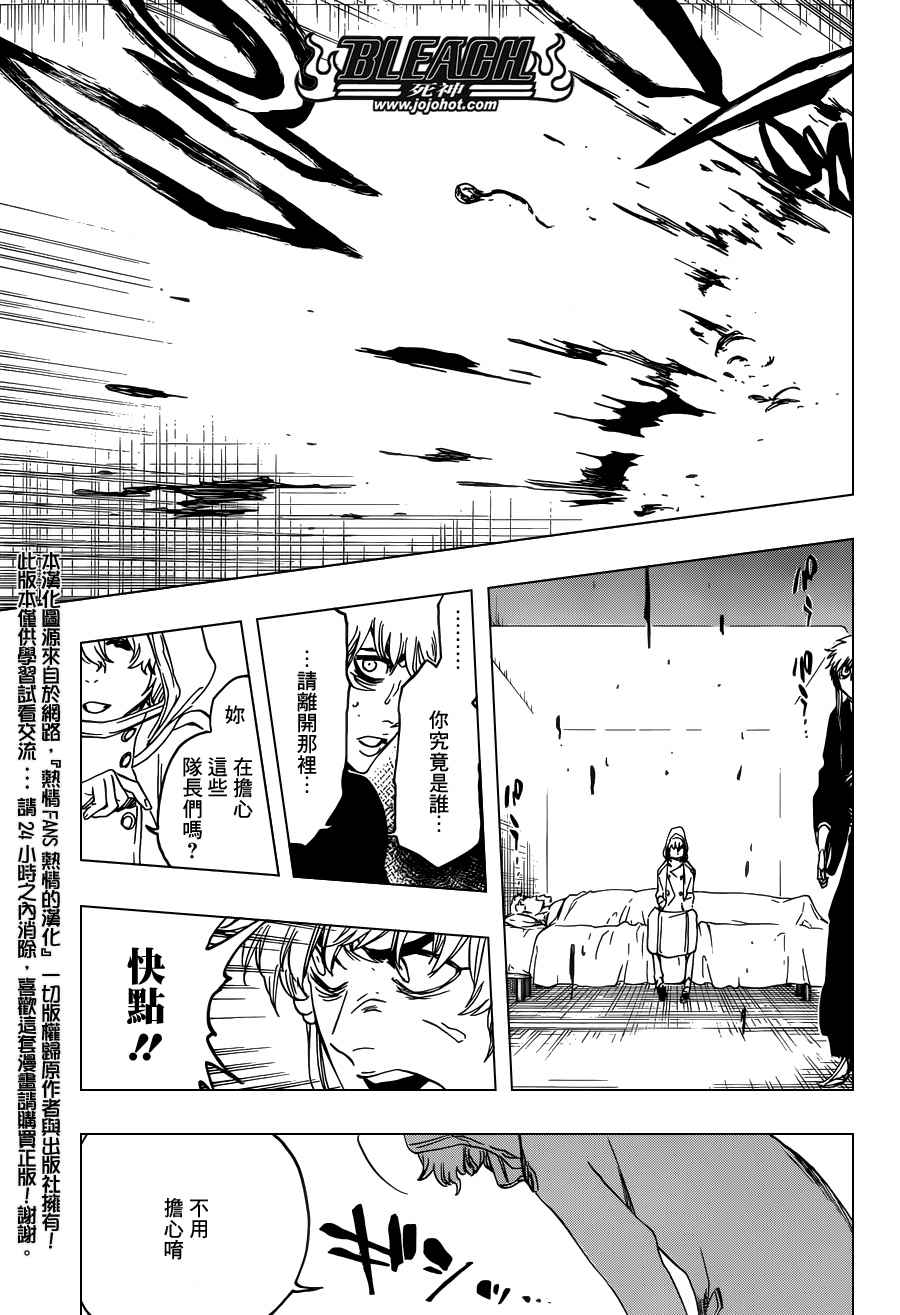 BLEACH
死神
www.jojohot.com
……
你究竟是誰…
…請離開那裡…
妳
在擔心
這些
隊長們嗎?
快點!!
不用
擔心唷
本漢化圖源來自於網路,『熱情FANS熱情的漢化』一切版權歸原作者與出版社擁有!
此版本僅供學習試看交流…請24小時之內消除,喜歡這套漫畫請購買正版!謝謝。